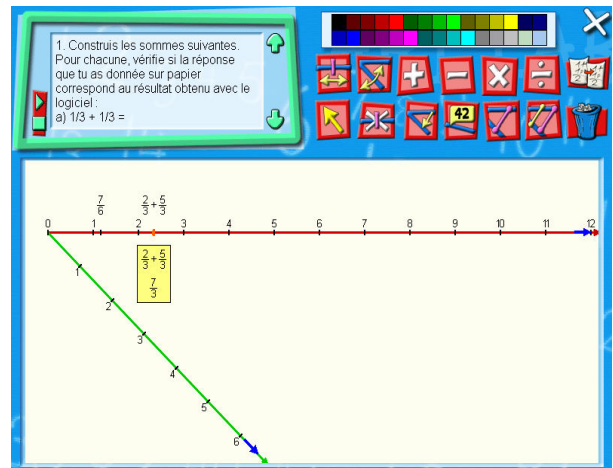 1. Construis les sommes suivantes.
Pour chacune, vérifie si la réponse
que tu as donnée sur papier
correspond au résultat obtenu avec le
logiciel :
a) 1/3 + 1/3 =
42
7/6 2/3 + 5/3
0 1 2 3 4 5 6 7 8 9 10 11 12
2/3 + 5/3
7/3
1
2
3
4
5
6